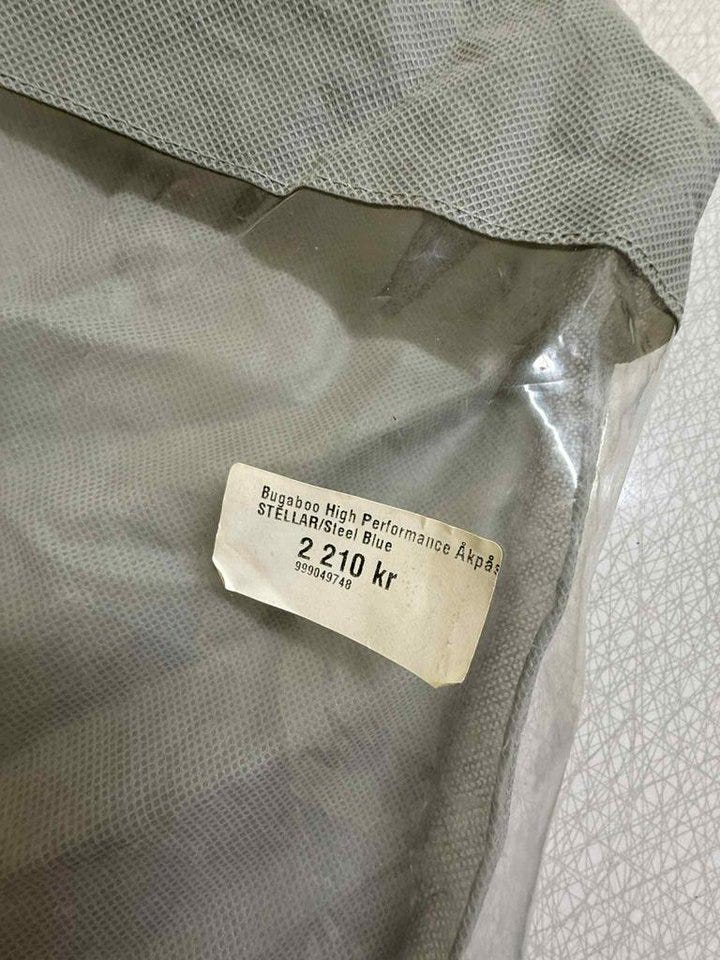 Bugaboo High Performance Åkpås
STELLAR/Steel Blue
2 210 kr
999049748